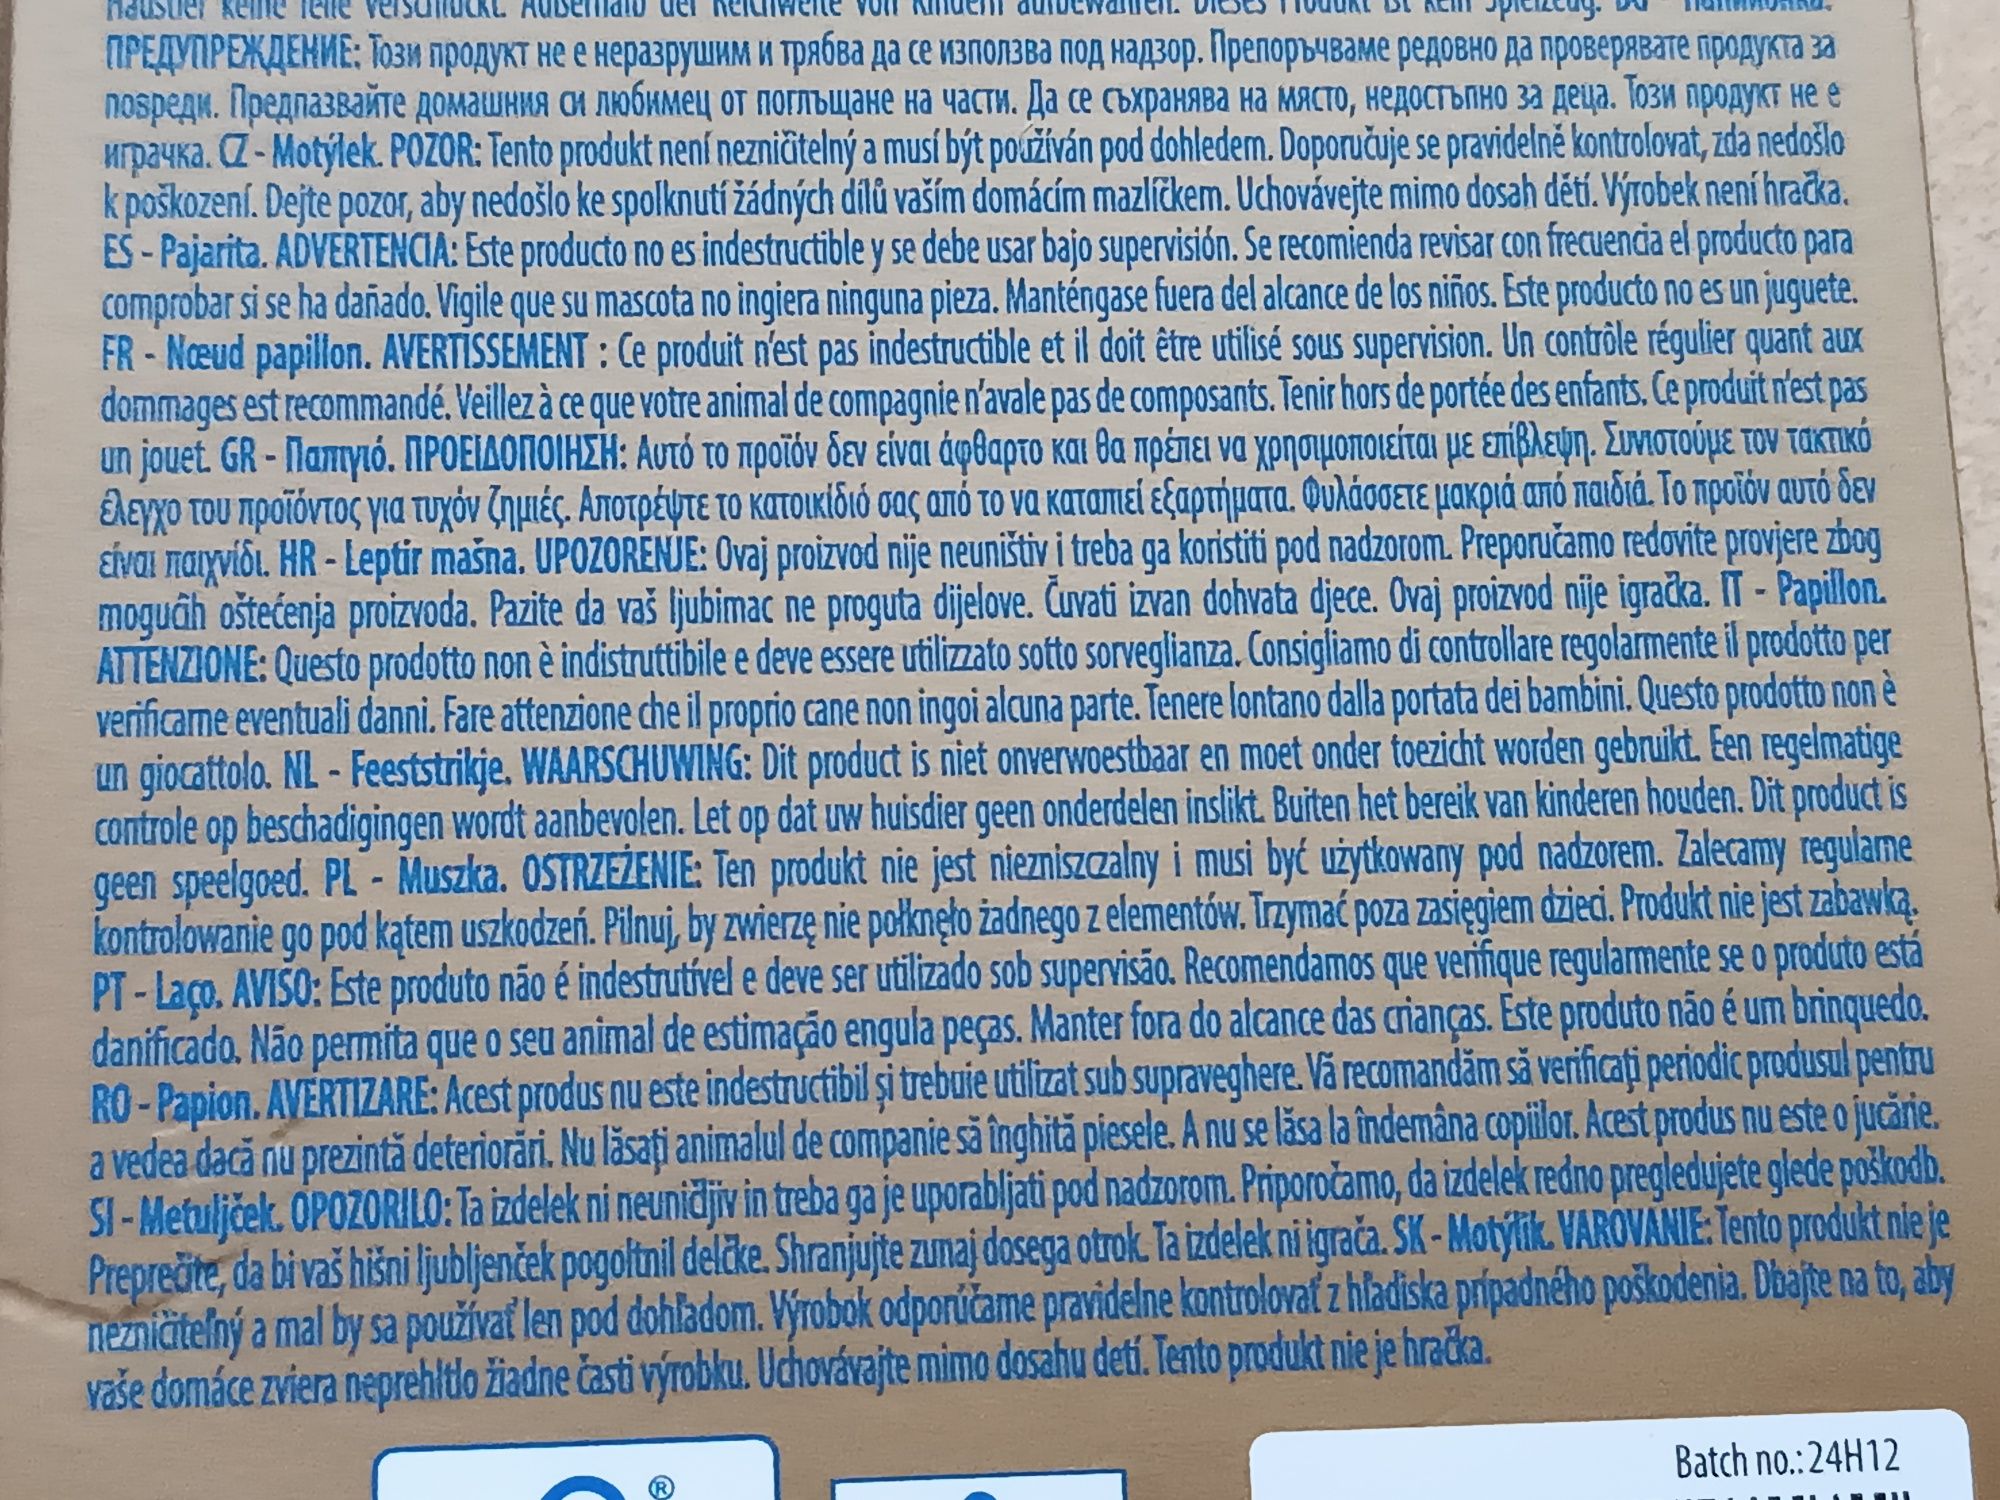 Haustier keine Teile verschluckt. Außerhalb der Reichweite von Kindern aufbewahren. Dieses Produkt ist kein Spielzeug. BG - Папийонка.
ПРЕДУПРЕЖДЕНИЕ: Този продукт не е неразрушим и трябва да се използва под надзор. Препоръчваме редовно да проверявате продукта за
повреди. Предпазвайте домашния си любимец от поглъщане на части. Да се съхранява на място, недостъпно за деца. Този продукт не е
играчка. CZ - Motýlek. POZOR: Tento produkt není nezničitelný a musí být používán pod dohledem. Doporučuje se pravidelně kontrolovat, zda nedošlo
k poškození. Dejte pozor, aby nedošlo ke spolknutí žádných dílů vaším domácím mazlíčkem. Uchovávejte mimo dosah dětí. Výrobek není hračka.
ES - Pajarita. ADVERTENCIA: Este producto no es indestructible y se debe usar bajo supervisión. Se recomienda revisar con frecuencia el producto para
comprobar si se ha dañado. Vigile que su mascota no ingiera ninguna pieza. Manténgase fuera del alcance de los niños. Este producto no es un juguete.
FR - Nœud papillon. AVERTISSEMENT : Ce produit n'est pas indestructible et il doit être utilisé sous supervision. Un contrôle régulier quant aux
dommages est recommandé. Veillez à ce que votre animal de compagnie n'avale pas de composants. Tenir hors de portée des enfants. Ce produit n'est pas
un jouet. GR - Παπιγιό. ΠΡΟΕΙΔΟΠΟΙΗΣΗ: Αυτό το προϊόν δεν είναι άφθαρτο και θα πρέπει να χρησιμοποιείται με επίβλεψη. Συνιστούμε τον τακτικό
έλεγχο του προϊόντος για τυχόν ζημιές. Αποτρέψτε το κατοικίδιό σας από το να καταπιεί εξαρτήματα. Φυλάσσετε μακριά από παιδιά. Το προϊόν αυτό δεν
είναι παιχνίδι. HR - Leptir mašna. UPOZORENJE: Ovaj proizvod nije neuništiv i treba ga koristiti pod nadzorom. Preporučamo redovite provjere zbog
mogućih oštećenja proizvoda. Pazite da vaš ljubimac ne proguta dijelove. Čuvati izvan dohvata djece. Ovaj proizvod nije igračka. IT - Papillon.
ATTENZIONE: Questo prodotto non è indistruttibile e deve essere utilizzato sotto sorveglianza. Consigliamo di controllare regolarmente il prodotto per
verificarne eventuali danni. Fare attenzione che il proprio cane non ingoi alcuna parte. Tenere lontano dalla portata dei bambini. Questo prodotto non è
un giocattolo. NL - Feeststrikje. WAARSCHUWING: Dit product is niet onverwoestbaar en moet onder toezicht worden gebruikt. Een regelmatige
controle op beschadigingen wordt aanbevolen. Let op dat uw huisdier geen onderdelen inslikt. Buiten het bereik van kinderen houden. Dit product is
geen speelgoed. PL - Muszka. OSTRZEŻENIE: Ten produkt nie jest niezniszczalny i musi być użytkowany pod nadzorem. Zalecamy regularne
kontrolowanie go pod kątem uszkodzeń. Pilnuj, by zwierzę nie połknęło żadnego z elementów. Trzymać poza zasięgiem dzieci. Produkt nie jest zabawką.
PT - Laço. AVISO: Este produto não é indestrutível e deve ser utilizado sob supervisão. Recomendamos que verifique regularmente se o produto está
danificado. Não permita que o seu animal de estimação engula peças. Manter fora do alcance das crianças. Este produto não é um brinquedo.
RO - Papion. AVERTIZARE: Acest produs nu este indestructibil și trebuie utilizat sub supraveghere. Vă recomandăm să verificați periodic produsul pentru
a vedea dacă nu prezintă deteriorări. Nu lăsați animalul de companie să înghită piesele. A nu se lăsa la îndemâna copiilor. Acest produs nu este o jucărie.
SI - Metuljček. OPOZORILO: Ta izdelek ni neuničljiv in treba ga je uporabljati pod nadzorom. Priporočamo, da izdelek redno pregledujete glede poškodb.
Preprečite, da bi vaš hišni ljubljenček pogoltnil delčke. Shranjujte zunaj dosega otrok. Ta izdelek ni igrača. SK - Motýlik. VAROVANIE: Tento produkt nie je
nezničiteľný a mal by sa používať len pod dohľadom. Výrobok odporúčame pravidelne kontrolovať z hľadiska prípadného poškodenia. Dbajte na to, aby
vaše domáce zviera neprehltlo žiadne časti výrobku. Uchovávajte mimo dosahu detí. Tento produkt nie je hračka.
®
Batch no.: 24H12